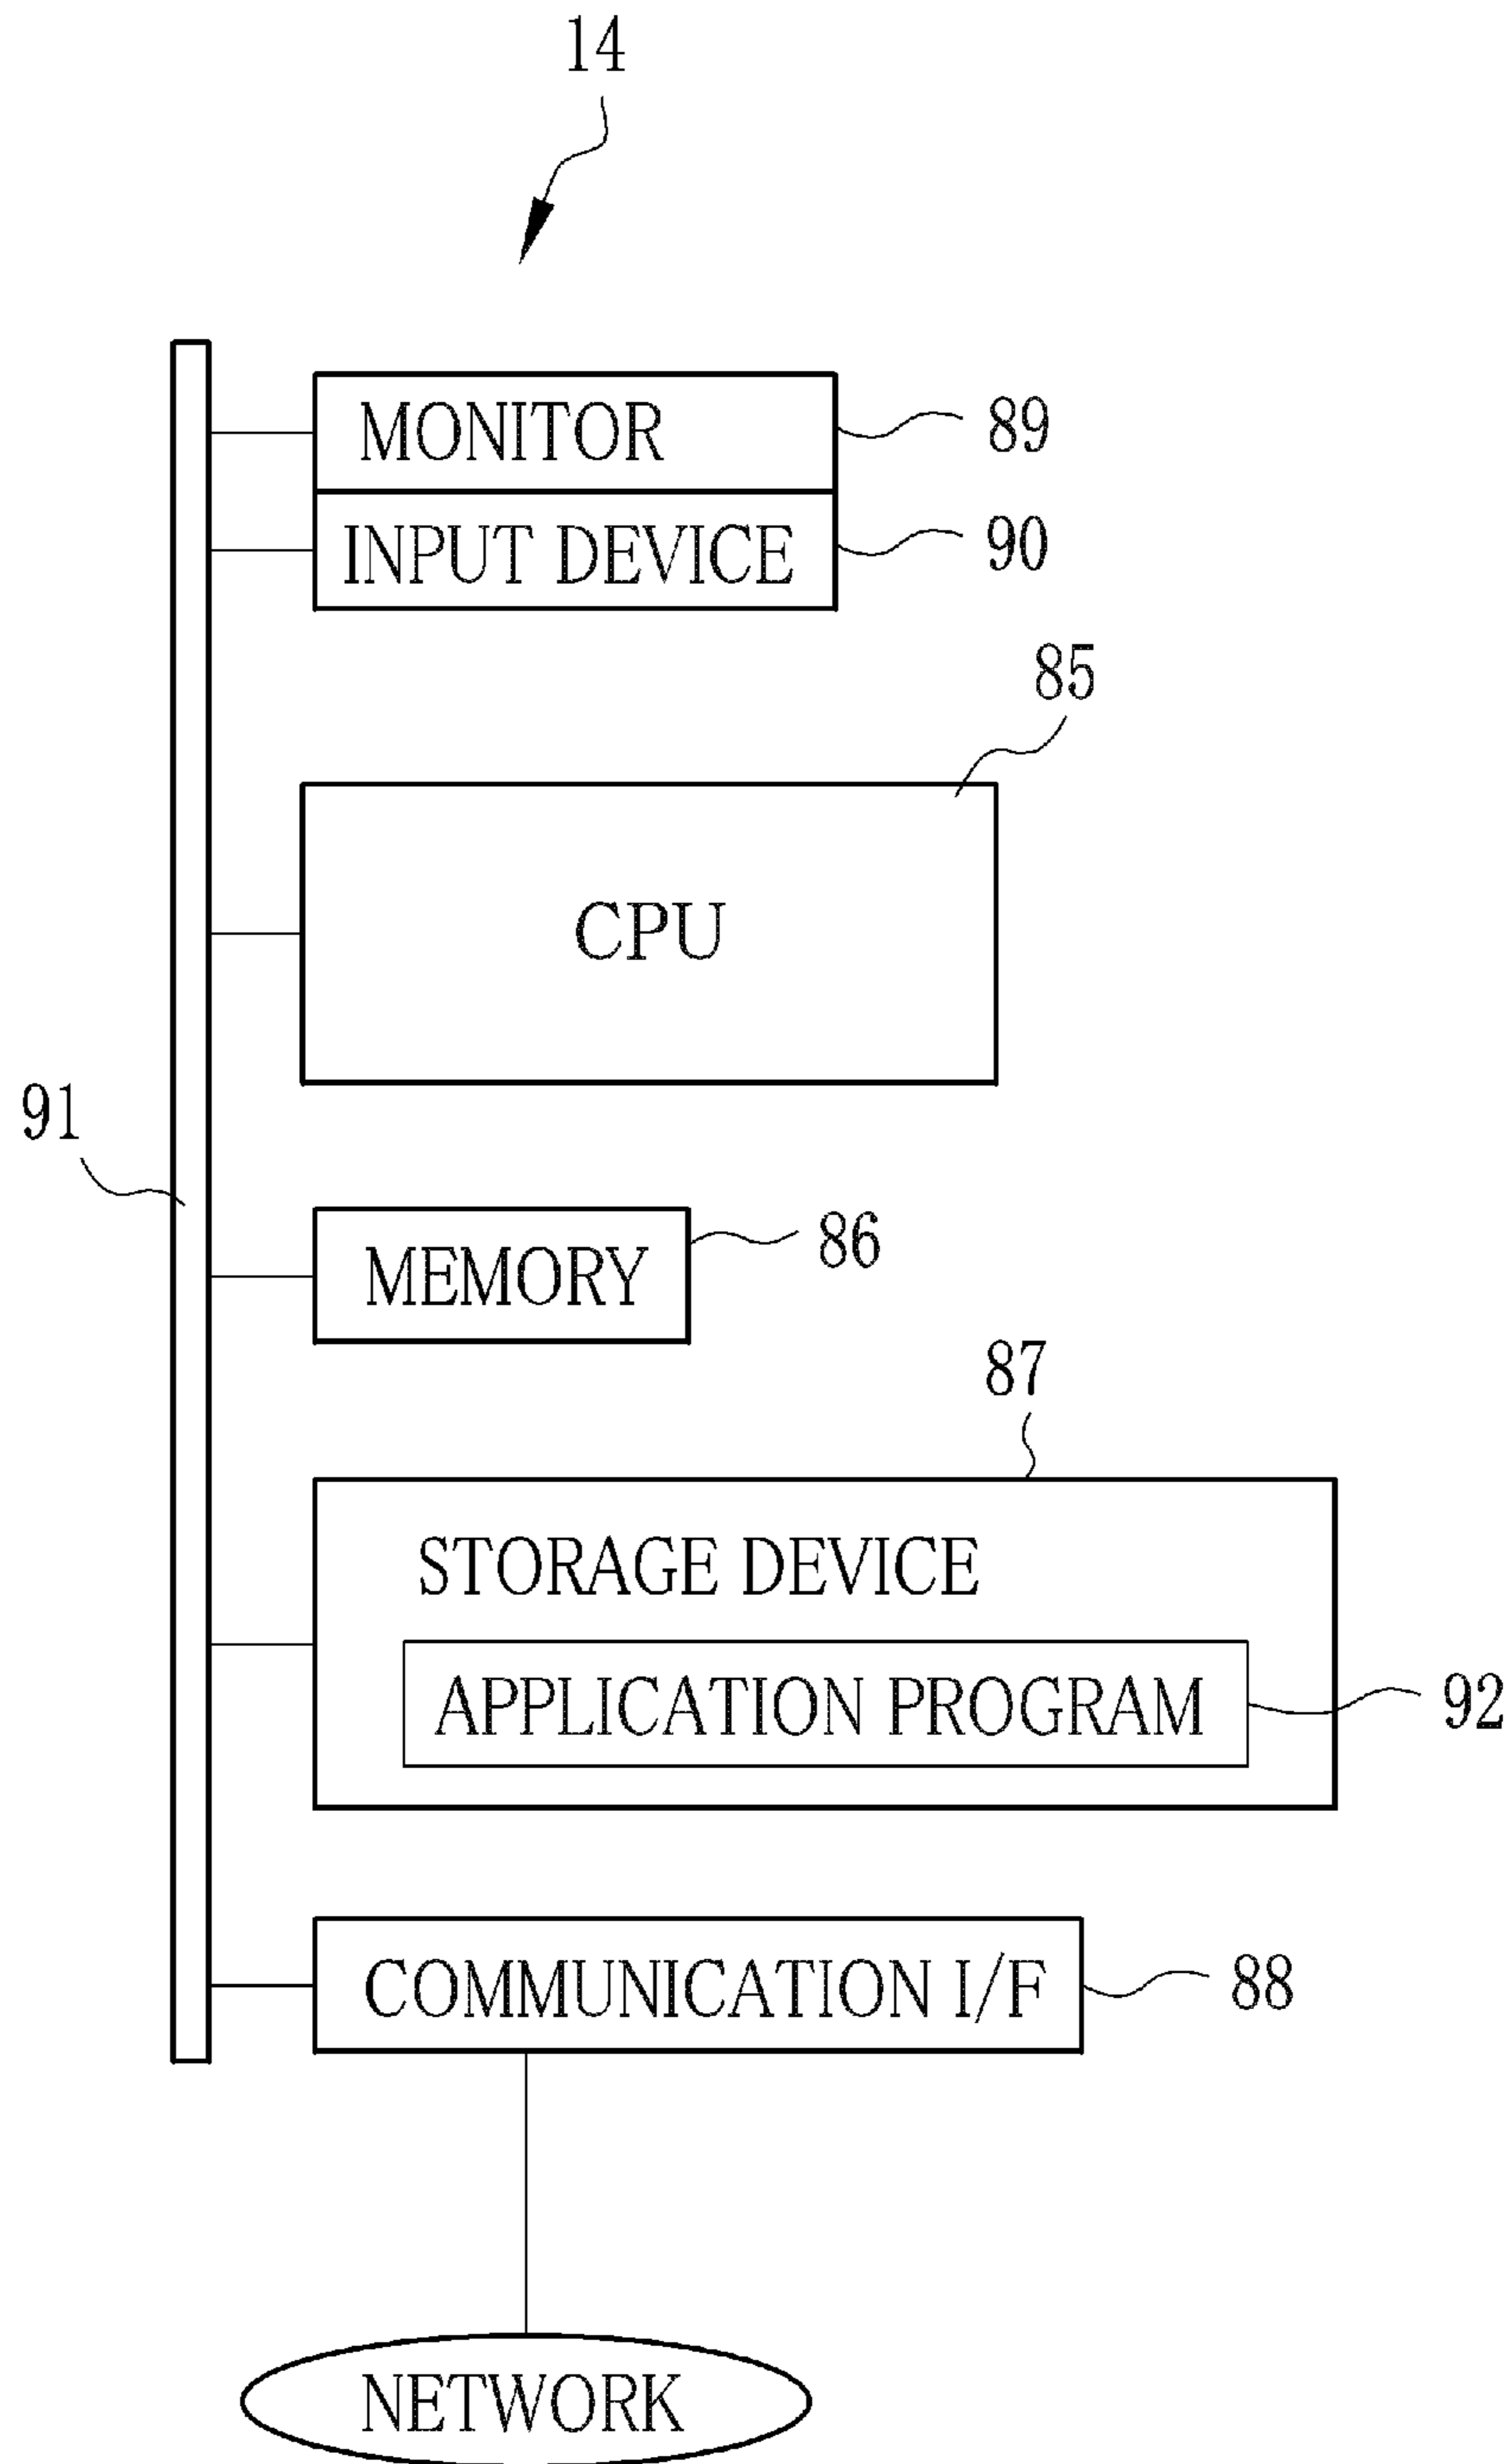 14
MONITOR
89
INPUT DEVICE
90
85
CPU
91
MEMORY
86
87
STORAGE DEVICE
APPLICATION PROGRAM
92
COMMUNICATION I/F
88
NETWORK